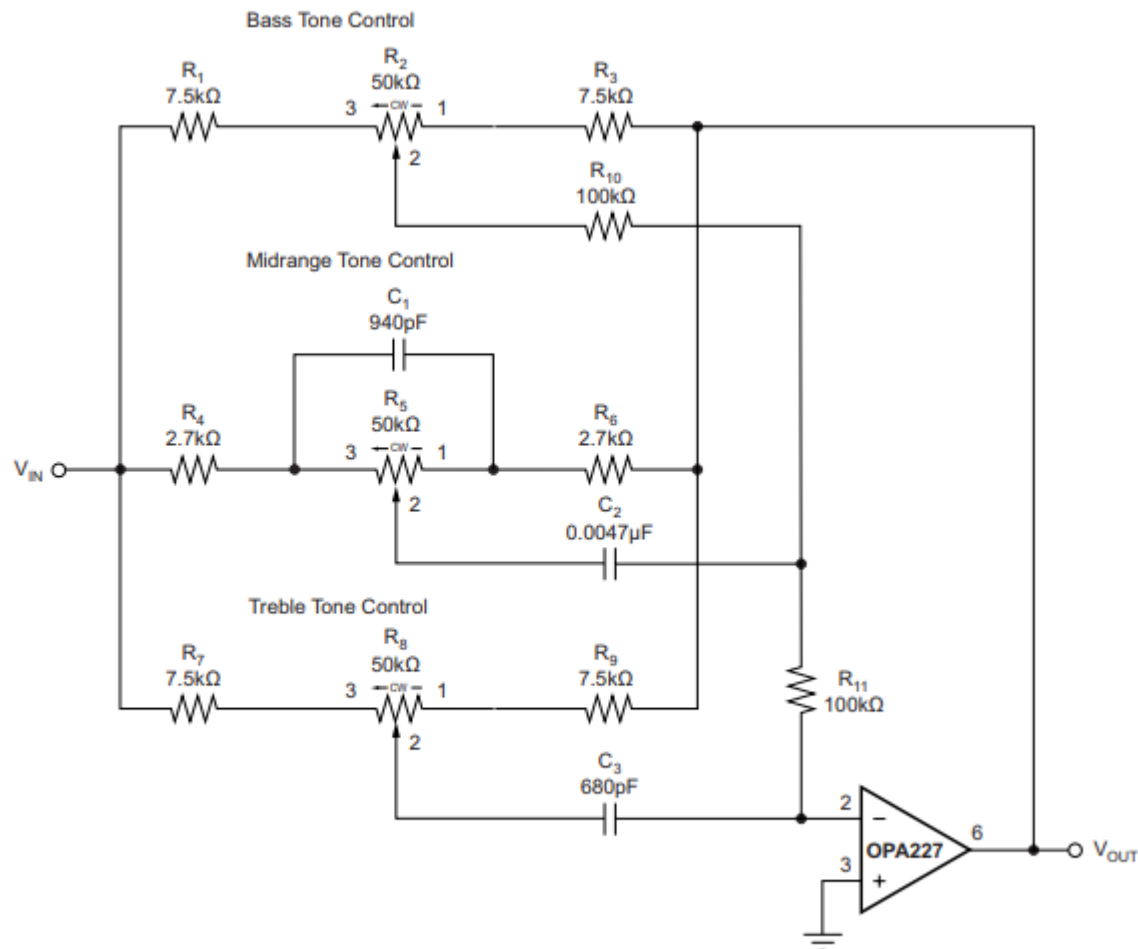 Bass Tone Control
R1
7.5kΩ
R2
50kΩ
3 CW 1
2
R3
7.5kΩ
R10
100kΩ
Midrange Tone Control
C1
940pF
R4
2.7kΩ
R5
50kΩ
3 CW 1
2
R6
2.7kΩ
VIN
C2
0.0047µF
Treble Tone Control
R7
7.5kΩ
R8
50kΩ
3 CW 1
2
R9
7.5kΩ
R11
100kΩ
C3
680pF
2
3
OPA227
6
VOUT